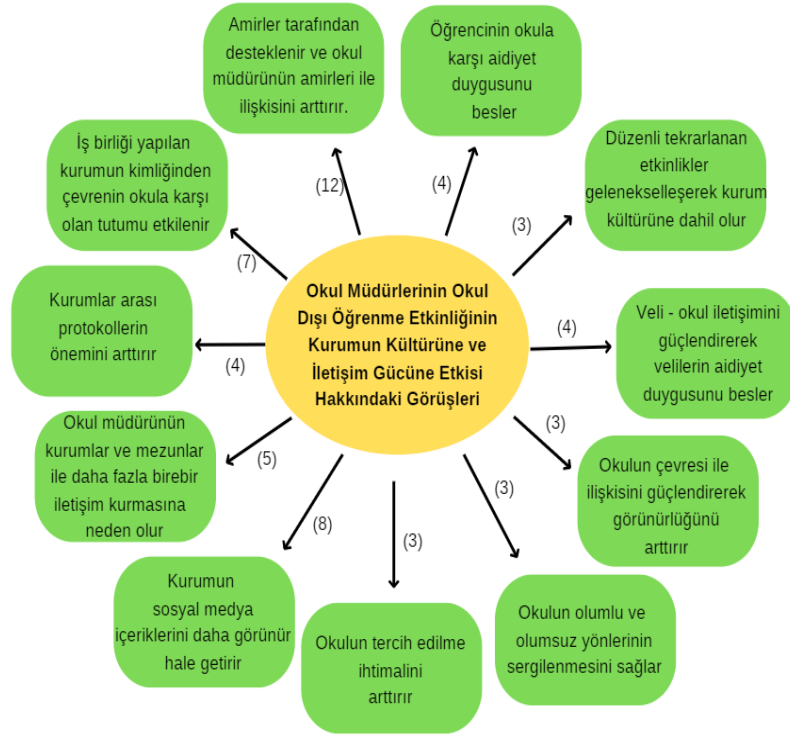 Amirler tarafından
desteklenir ve okul
müdürünün amirleri ile
ilişkisini arttırır.
(12)
Öğrencinin okula
karşı aidiyet
duygusunu
besler
(4)
Düzenli tekrarlanan
etkinlikler
gelenekselleşerek kurum
kültürüne dahil olur
(3)
Veli - okul iletişimini
güçlendirerek
velilerin aidiyet
duygusunu besler
(4)
Okulun çevresi ile
ilişkisini güçlendirerek
görünürlüğünü
arttırır
(3)
Okulun olumlu ve
olumsuz yönlerinin
sergilenmesini sağlar
(3)
Okulun tercih edilme
ihtimalini
arttırır
(3)
Kurumun
sosyal medya
içeriklerini daha görünür
hale getirir
(8)
Okul müdürünün
kurumlar ve mezunlar
ile daha fazla birebir
iletişim kurmasına
neden olur
(5)
Kurumlar arası
protokollerin
önemini arttırır
(4)
İş birliği yapılan
kurumun kimliğinden
çevrenin okula karşı
olan tutumu etkilenir
(7)
Okul Müdürlerinin Okul
Dışı Öğrenme Etkinliğinin
Kurumun Kültürüne ve
İletişim Gücüne Etkisi
Hakkındaki Görüşleri